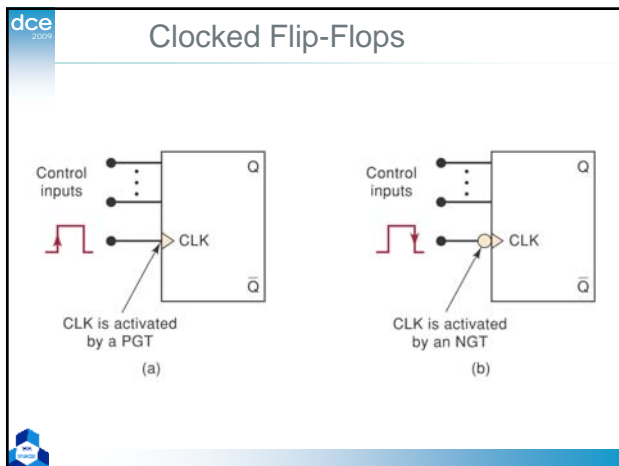 dce
2009
Clocked Flip-Flops
Control
inputs
Q
CLK
Q̅
CLK is activated
by a PGT
(a)
Control
inputs
Q
CLK
Q̅
CLK is activated
by an NGT
(b)